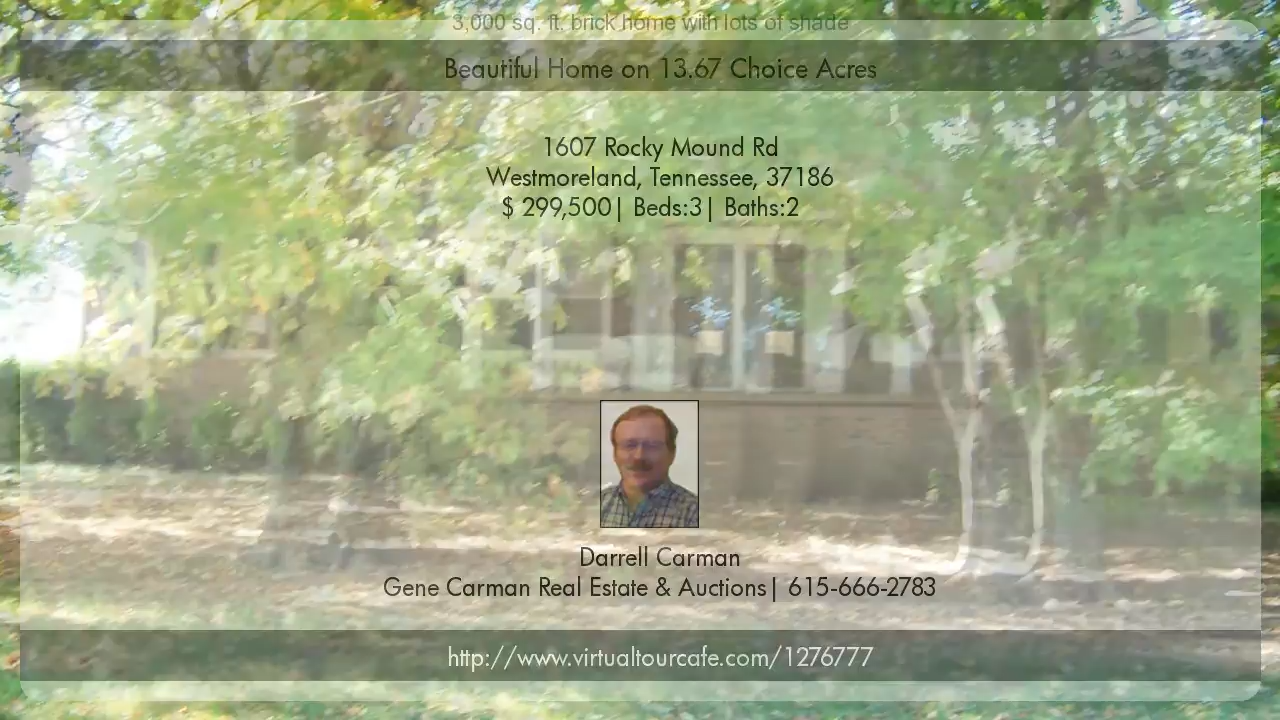 3,000 sq. ft. brick home with lots of shade
Beautiful Home on 13.67 Choice Acres
1607 Rocky Mound Rd
Westmoreland, Tennessee, 37186
$ 299,500| Beds:3| Baths:2
Darrell Carman
Gene Carman Real Estate & Auctions| 615-666-2783
http://www.virtualtourcafe.com/1276777